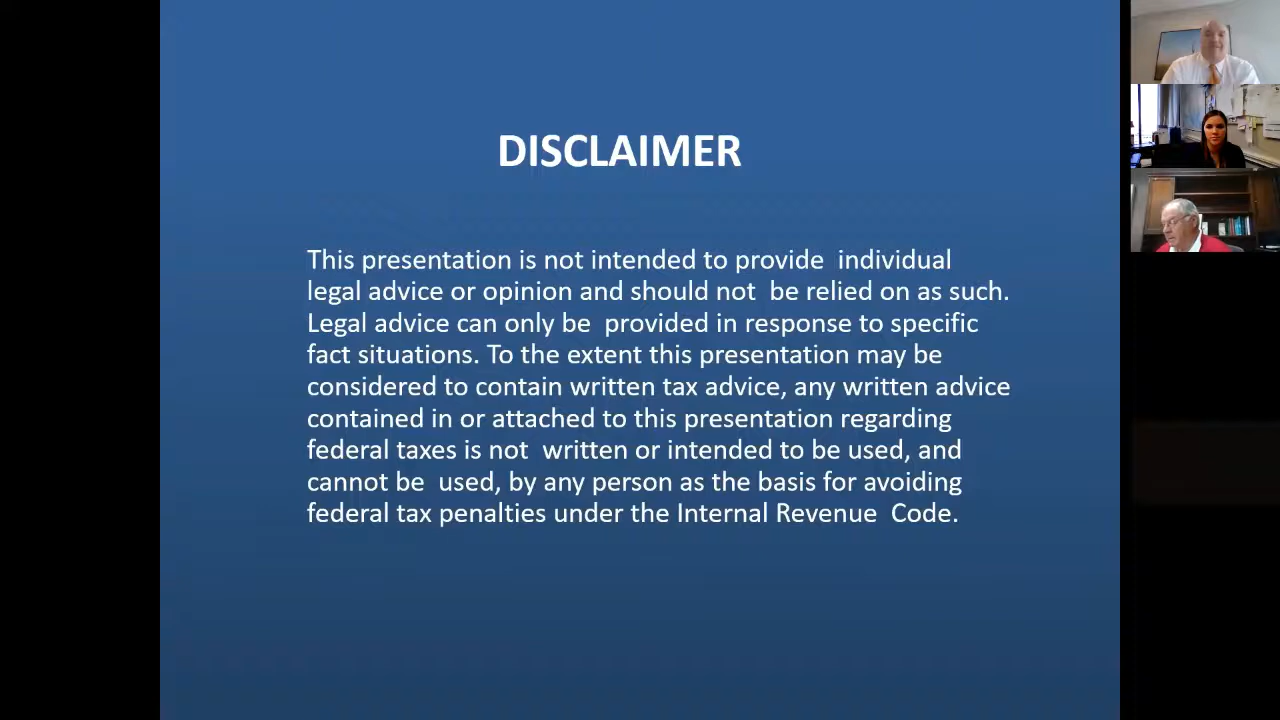 DISCLAIMER
This presentation is not intended to provide  individual
legal advice or opinion and should not  be relied on as such.
Legal advice can only be  provided in response to specific
fact situations. To the extent this presentation may be
considered to contain written tax advice, any written advice
contained in or attached to this presentation regarding
federal taxes is not  written or intended to be used, and
cannot be  used, by any person as the basis for avoiding
federal tax penalties under the Internal Revenue  Code.